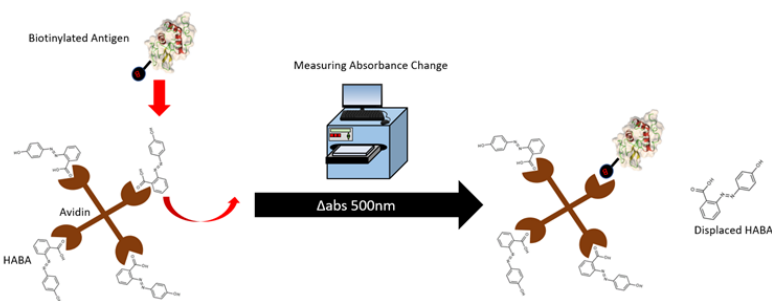 Biotinylated Antigen
Measuring Absorbance Change
Avidin
HABA
Δabs 500nm
Displaced HABA